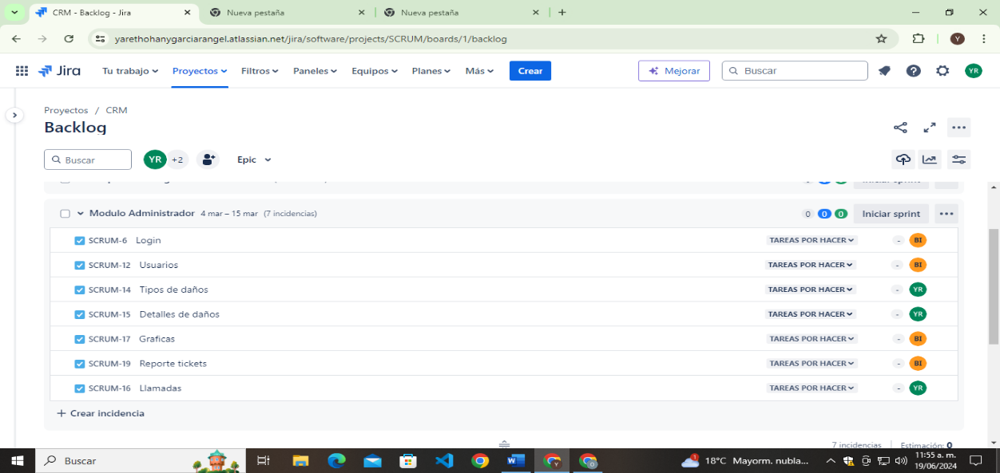 CRM - Backlog - Jira
Nueva pestaña
Nueva pestaña
yarethohanygarciarangel.atlassian.net/jira/software/projects/SCRUM/boards/1/backlog
Y
Jira
Tu trabajo
Proyectos
Filtros
Paneles
Equipos
Planes
Más
Crear
Mejorar
Buscar
YR
Proyectos / CRM
Backlog
Buscar
YR
+2
Epic
Modulo Administrador 4 mar – 15 mar (7 incidencias)
0 0 0
Iniciar sprint
SCRUM-6 Login TAREAS POR HACER - BI
SCRUM-12 Usuarios TAREAS POR HACER - BI
SCRUM-14 Tipos de daños TAREAS POR HACER - YR
SCRUM-15 Detalles de daños TAREAS POR HACER - YR
SCRUM-17 Graficas TAREAS POR HACER - BI
SCRUM-19 Reporte tickets TAREAS POR HACER - BI
SCRUM-16 Llamadas TAREAS POR HACER - YR
+ Crear incidencia
7 incidencias Estimación: 0
Buscar
18°C Mayorm. nubla...
11:55 a. m.
19/06/2024